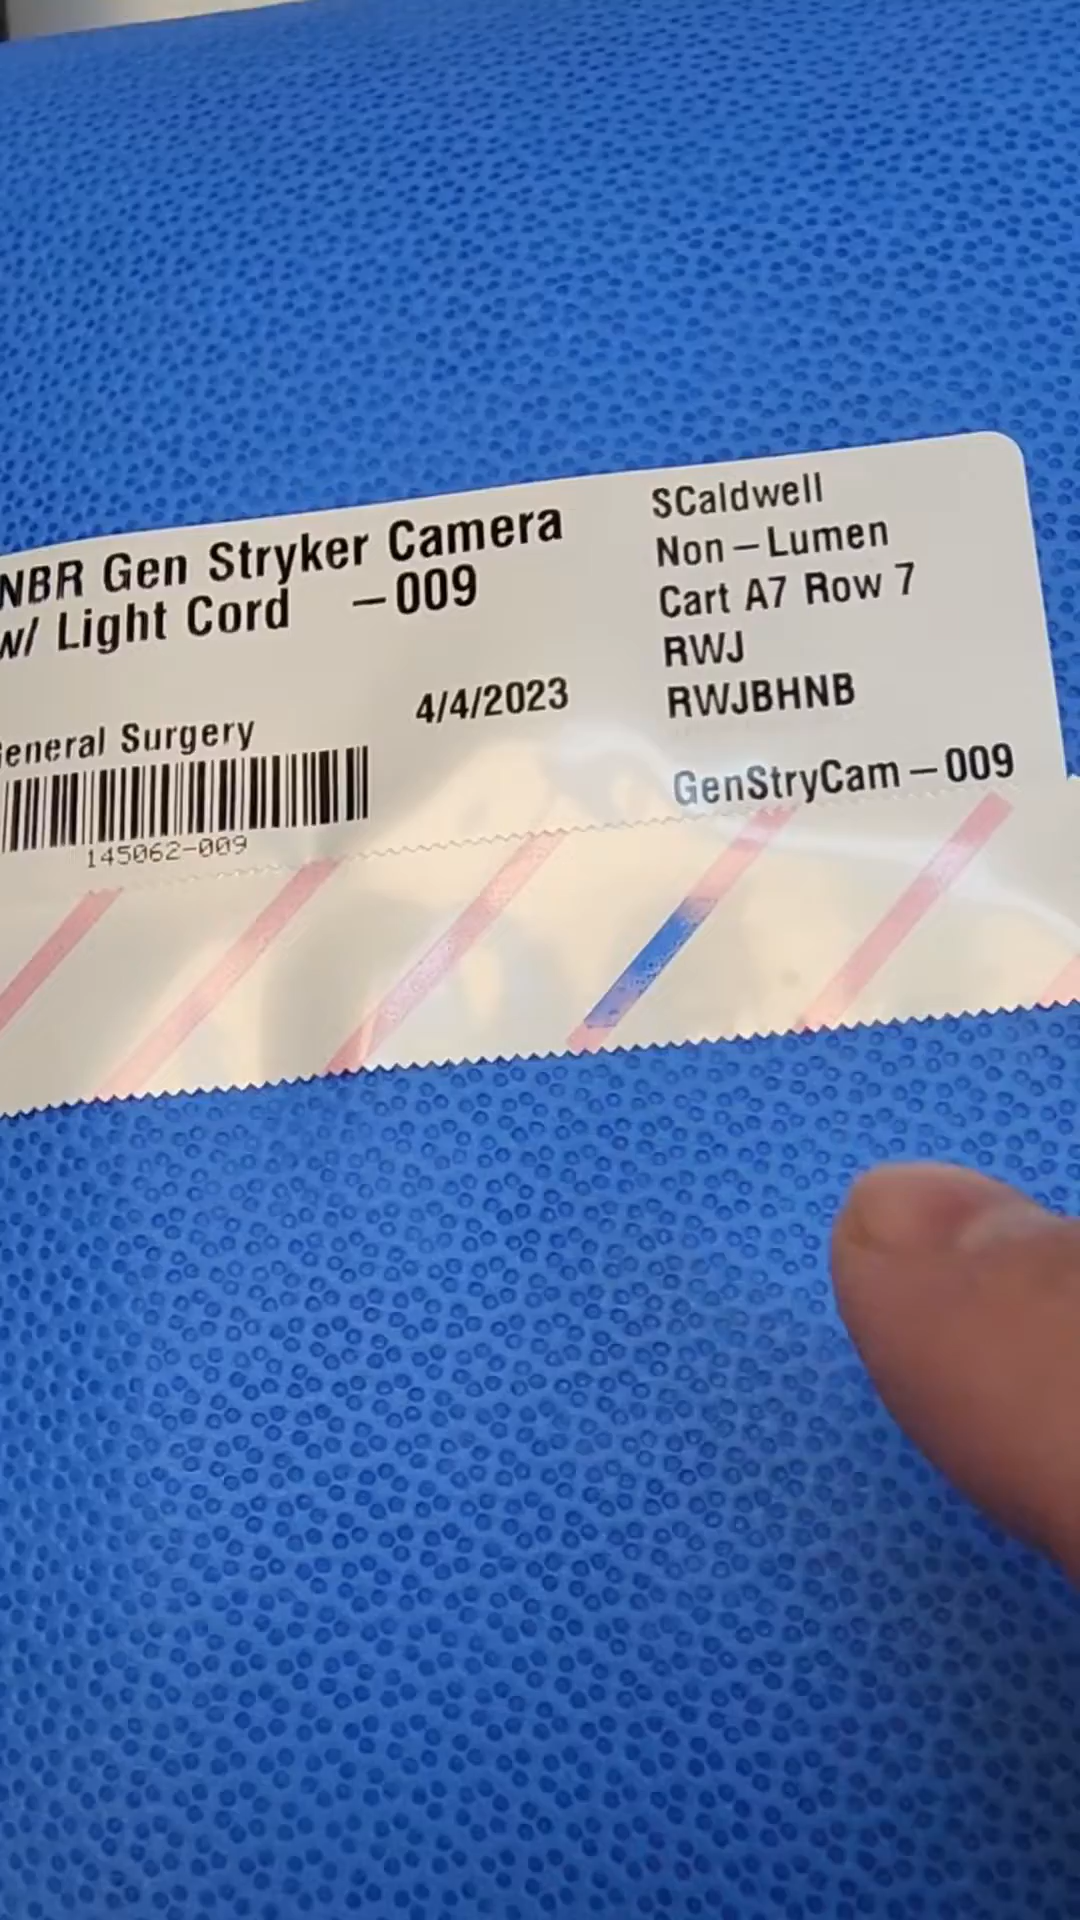 NBR Gen Stryker Camera
w/ Light Cord -009
4/4/2023
General Surgery
145062-009
SCaldwell
Non-Lumen
Cart A7 Row 7
RWJ
RWJBHNB
GenStryCam-009